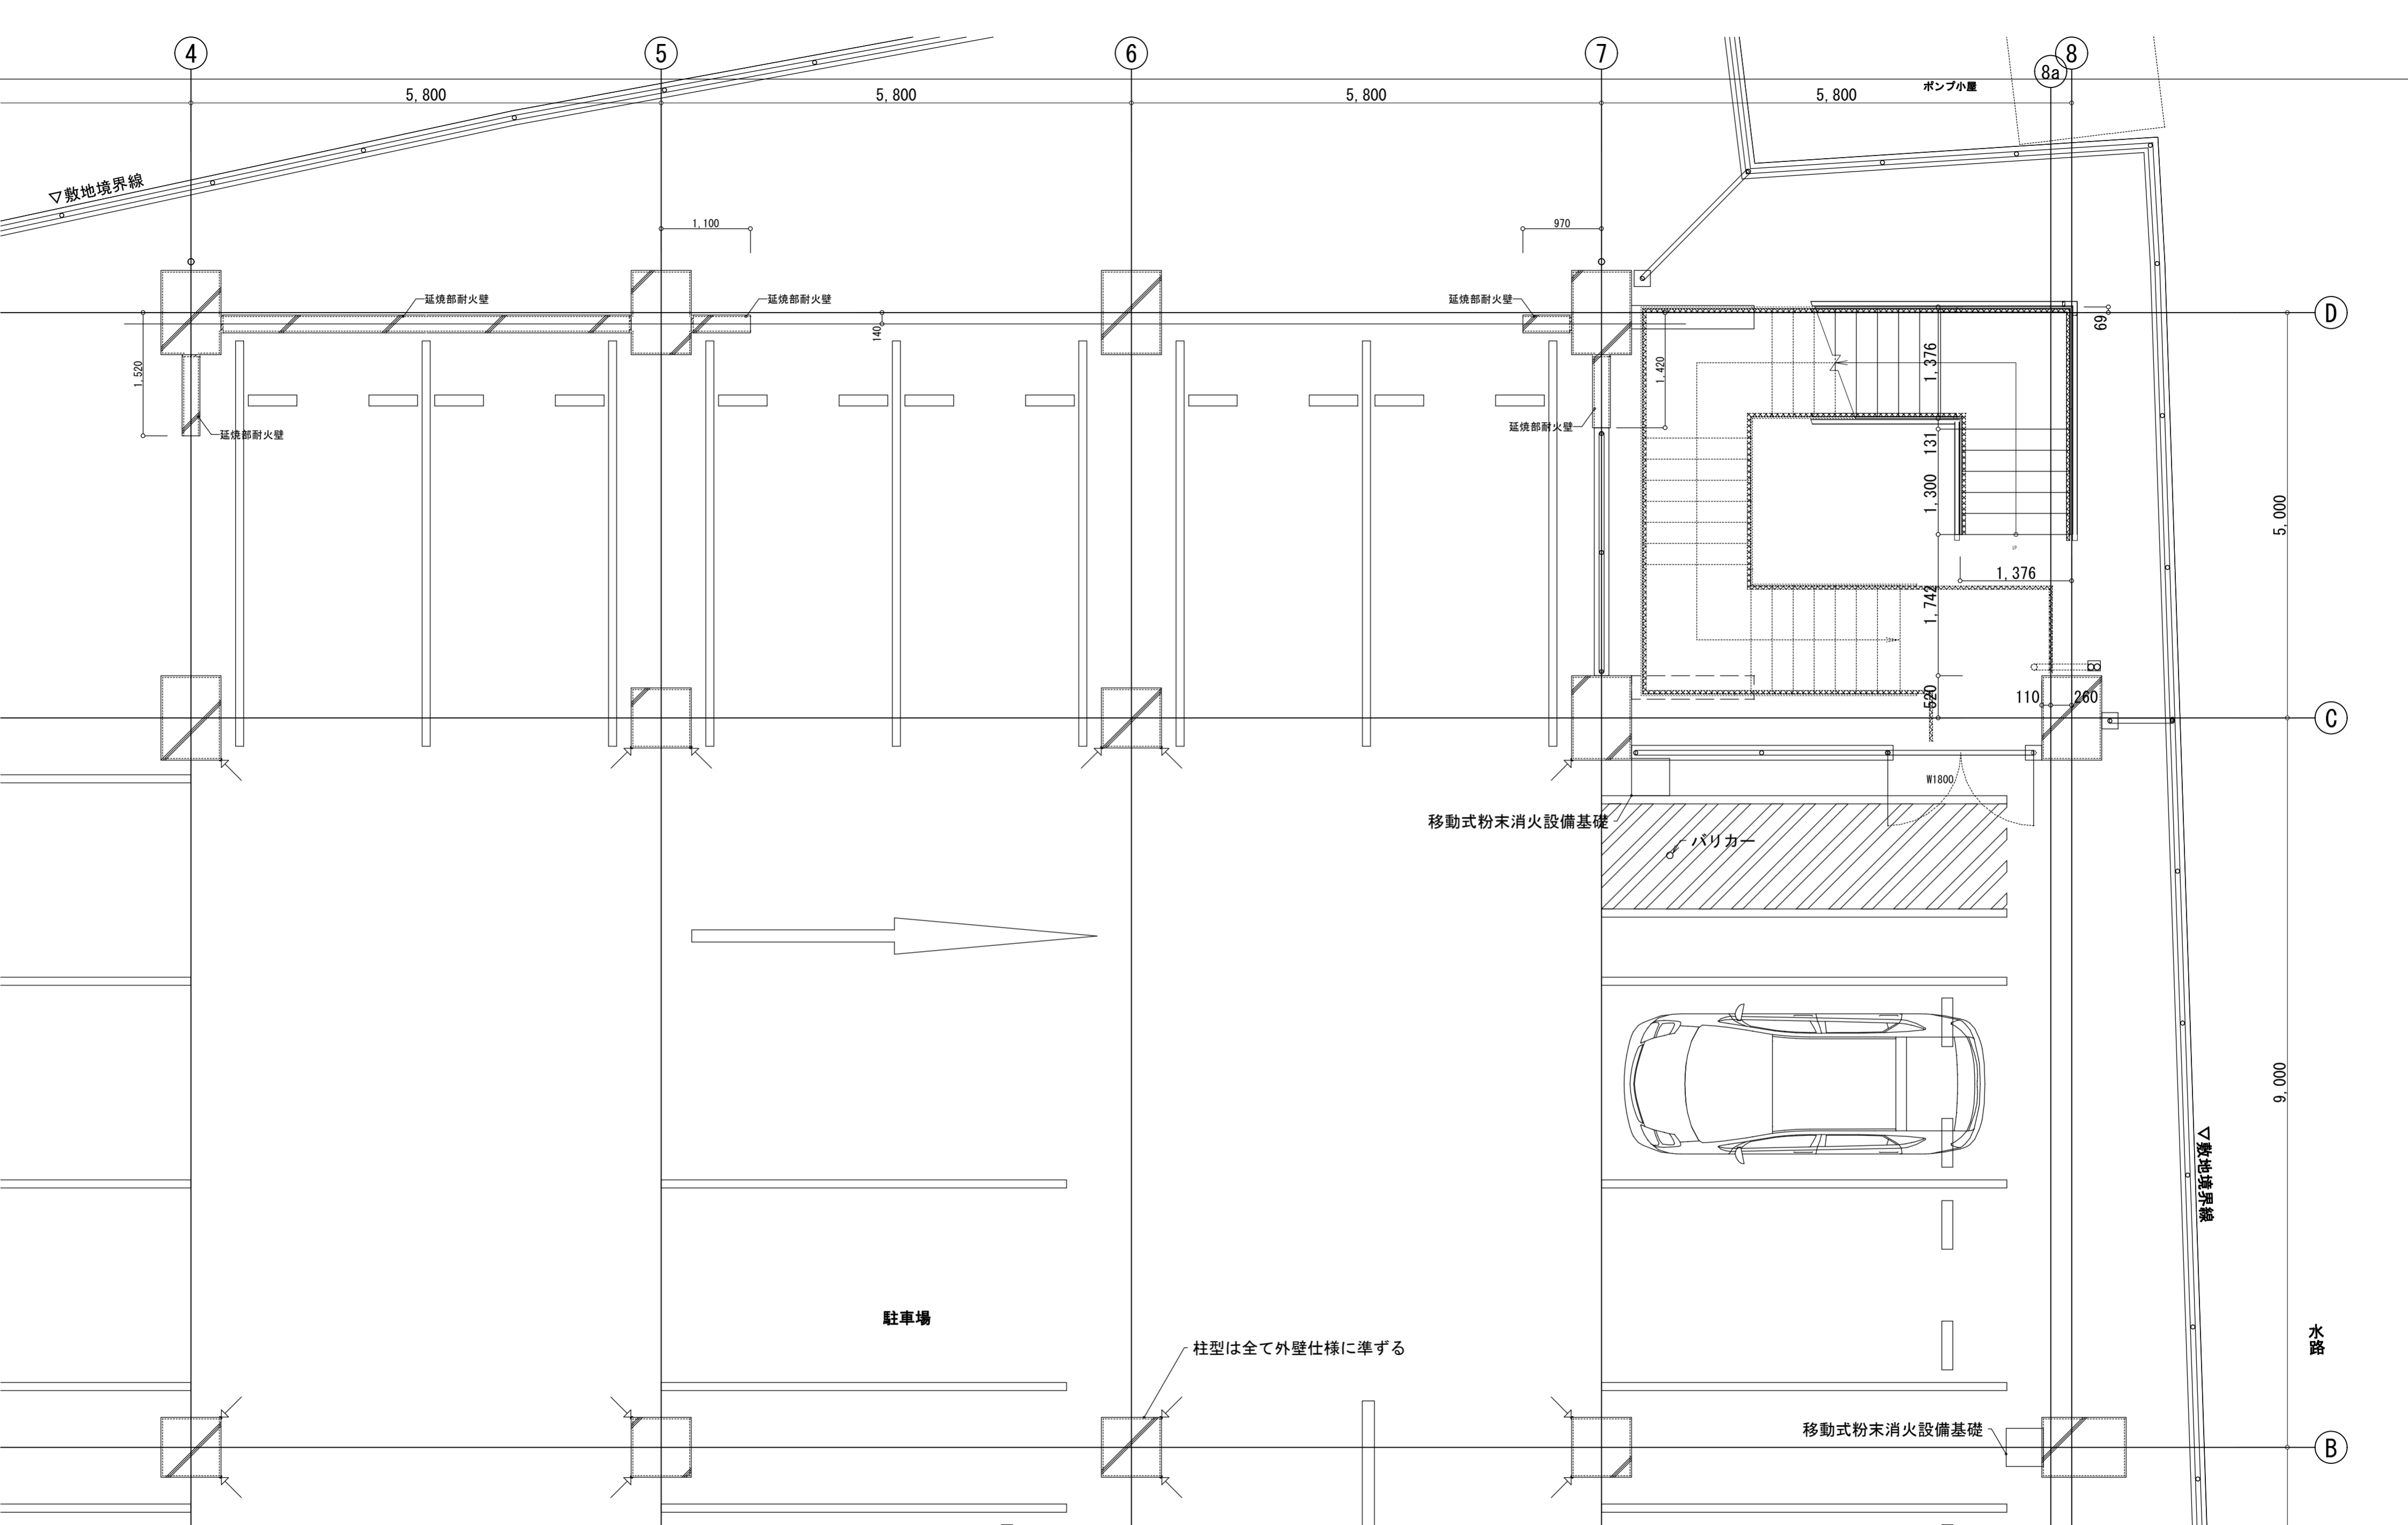 4
5
6
7
8
8a
5,800
5,800
5,800
5,800
ポンプ小屋
▽敷地境界線
1,100
970
延焼部耐火壁
延焼部耐火壁
延焼部耐火壁
D
69
140
1,520
1,420
1,376
延焼部耐火壁
延焼部耐火壁
131
1,300
5,000
1,376
1,742
520
110
260
C
W1800
移動式粉末消火設備基礎
バリカー
9,000
▽敷地境界線
駐車場
水路
柱型は全て外壁仕様に準ずる
移動式粉末消火設備基礎
B